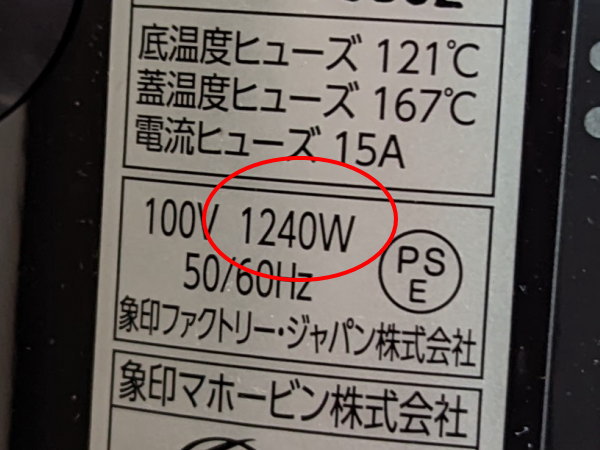 底温度ヒューズ 121℃
蓋温度ヒューズ 167℃
電流ヒューズ 15A
100V 1240W
50/60Hz
PS
E
象印ファクトリー・ジャパン株式会社
象印マホービン株式会社